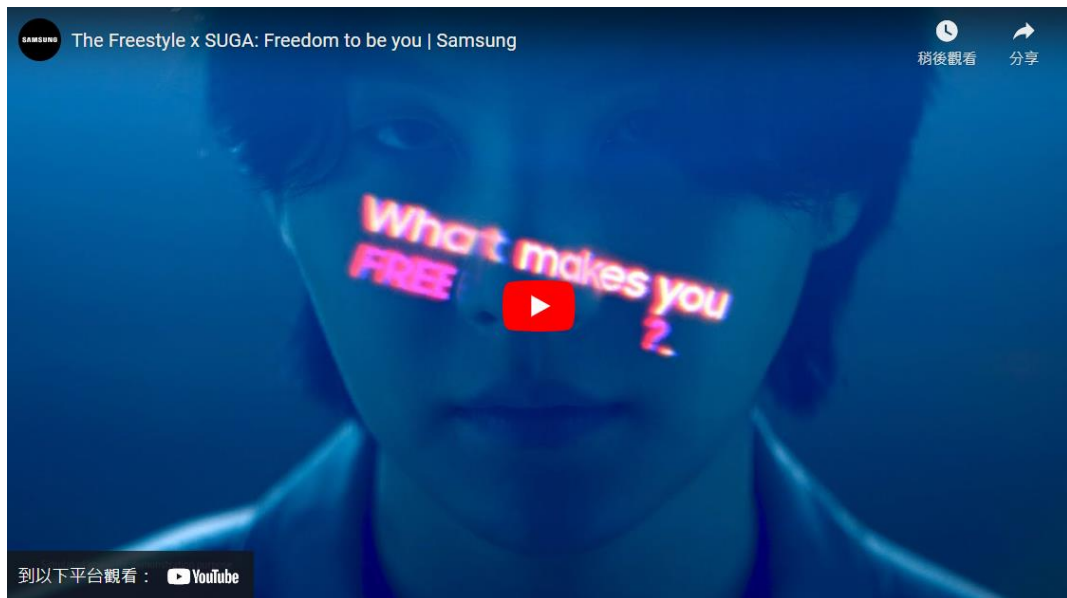 SAMSUNG
The Freestyle x SUGA: Freedom to be you | Samsung
稍後觀看
分享
What makes you
FREE
?
到以下平台觀看：
YouTube